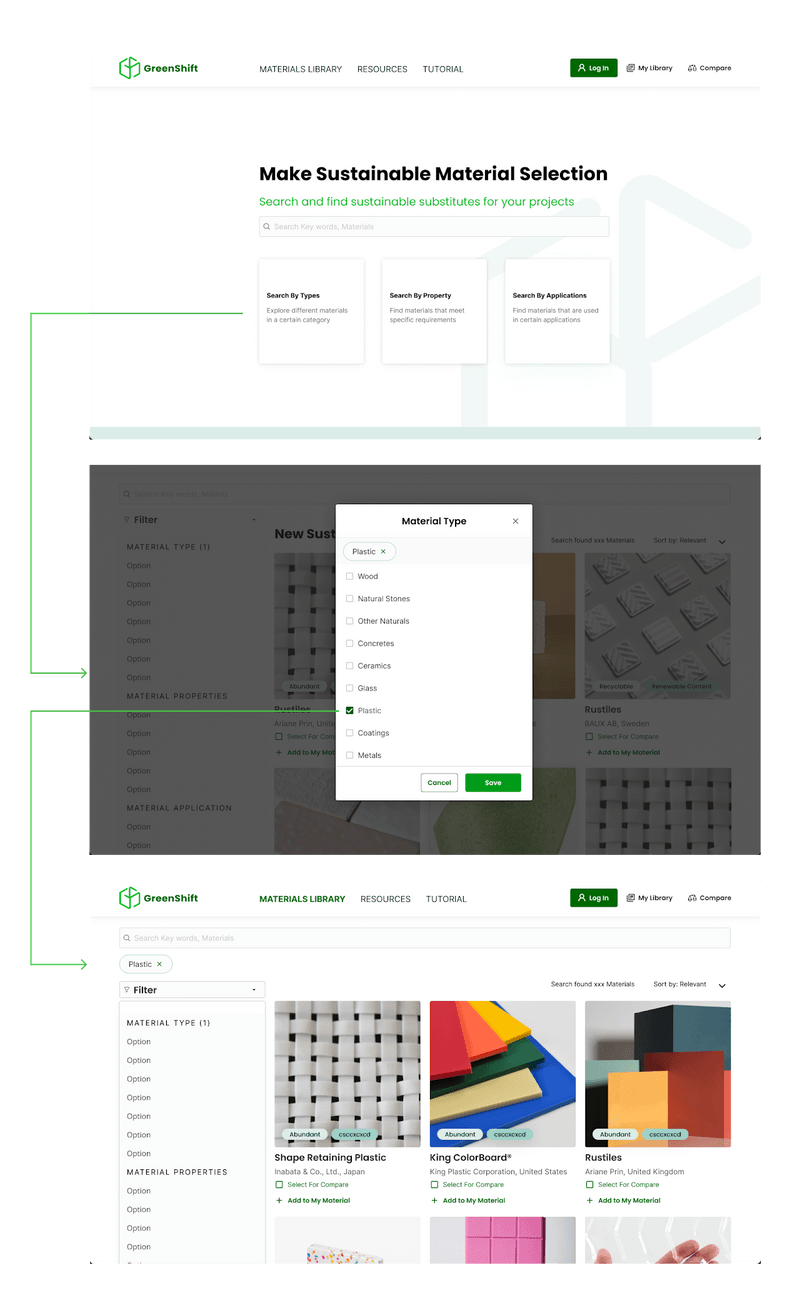 GreenShift
MATERIALS LIBRARY RESOURCES TUTORIAL
Log In My Library Compare
Make Sustainable Material Selection
Search and find sustainable substitutes for your projects
Search Key words, Materials
Search By Types
Explore different materials
in a certain category
Search By Property
Find materials that meet
specific requirements
Search By Applications
Find materials that are used
in certain applications
Search Key words, Materials
Filter
MATERIAL TYPE (1)
Option
Option
Option
Option
Option
Option
Option
MATERIAL PROPERTIES
Option
Option
Option
Option
Option
MATERIAL APPLICATION
Option
Option
New Sust
Search found xxx Materials Sort by: Relevant
Material Type
Plastic
Wood
Natural Stones
Other Naturals
Concretes
Ceramics
Glass
Plastic
Coatings
Metals
Cancel Save
Abundant
Rustiles
Ariane Prin, Unite
Select For Com
Add to My Mat
Recyclable Renewable Content
Rustiles
BAUX AB, Sweden
Select For Compare
Add to My Material
GreenShift
MATERIALS LIBRARY RESOURCES TUTORIAL
Log In My Library Compare
Search Key words, Materials
Plastic
Filter
Search found xxx Materials Sort by: Relevant
MATERIAL TYPE (1)
Option
Option
Option
Option
Option
Option
Option
MATERIAL PROPERTIES
Option
Option
Option
Option
Abundant csccxcxcd
Shape Retaining Plastic
Inabata & Co., Ltd., Japan
Select For Compare
Add to My Material
Abundant csccxcxcd
King ColorBoard®
King Plastic Corporation, United States
Select For Compare
Add to My Material
Abundant csccxcxcd
Rustiles
Ariane Prin, United Kingdom
Select For Compare
Add to My Material